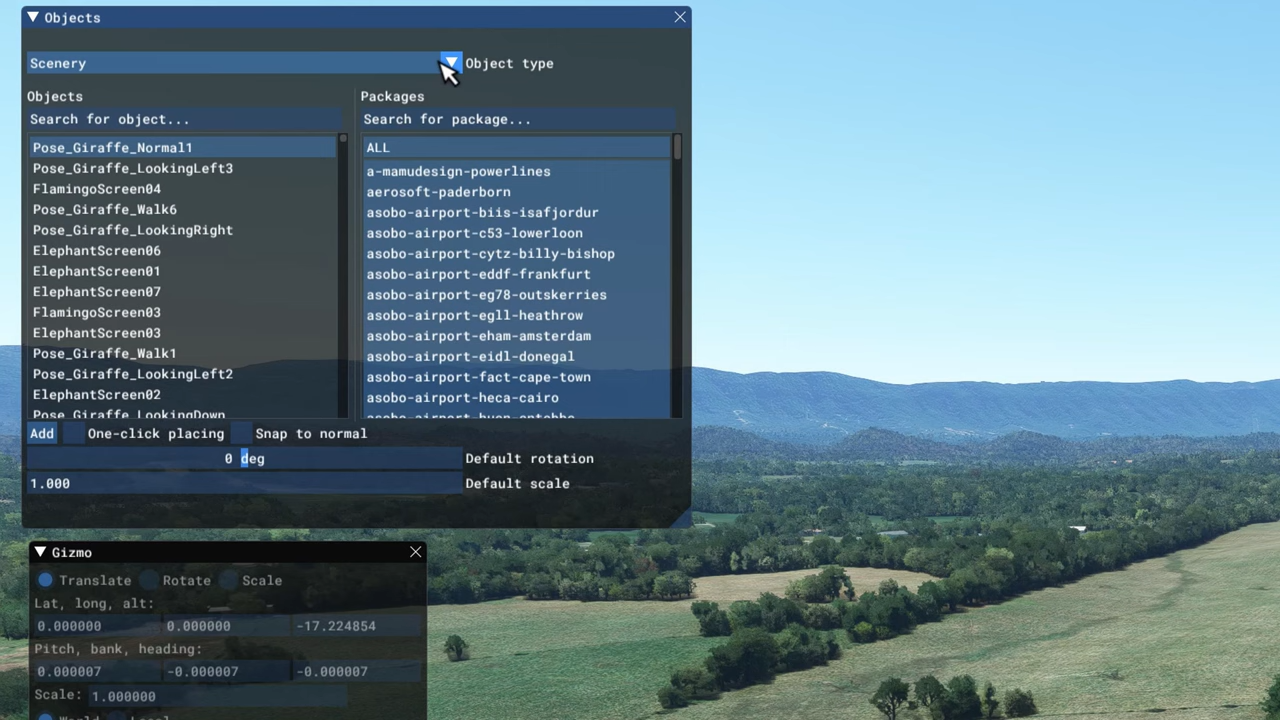 Objects
Scenery
Object type
Objects
Packages
Search for object...
Search for package...
Pose_Giraffe_Normal1
Pose_Giraffe_LookingLeft3
FlamingoScreen04
Pose_Giraffe_Walk6
Pose_Giraffe_LookingRight
ElephantScreen06
ElephantScreen01
ElephantScreen07
FlamingoScreen03
ElephantScreen03
Pose_Giraffe_Walk1
Pose_Giraffe_LookingLeft2
ElephantScreen02
Pose_Giraffe_LookingDown
ALL
a-mamudesign-powerlines
aerosoft-paderborn
asobo-airport-biis-isafjordur
asobo-airport-c53-lowerloon
asobo-airport-cytz-billy-bishop
asobo-airport-eddf-frankfurt
asobo-airport-eg78-outskerries
asobo-airport-egll-heathrow
asobo-airport-eham-amsterdam
asobo-airport-eidl-donegal
asobo-airport-fact-cape-town
asobo-airport-heca-cairo
Add
One-click placing
Snap to normal
0 deg
Default rotation
1.000
Default scale
Gizmo
Translate
Rotate
Scale
Lat, long, alt:
0.000000
0.000000
-17.224854
Pitch, bank, heading:
0.000007
-0.000007
-0.000007
Scale: 1.000000